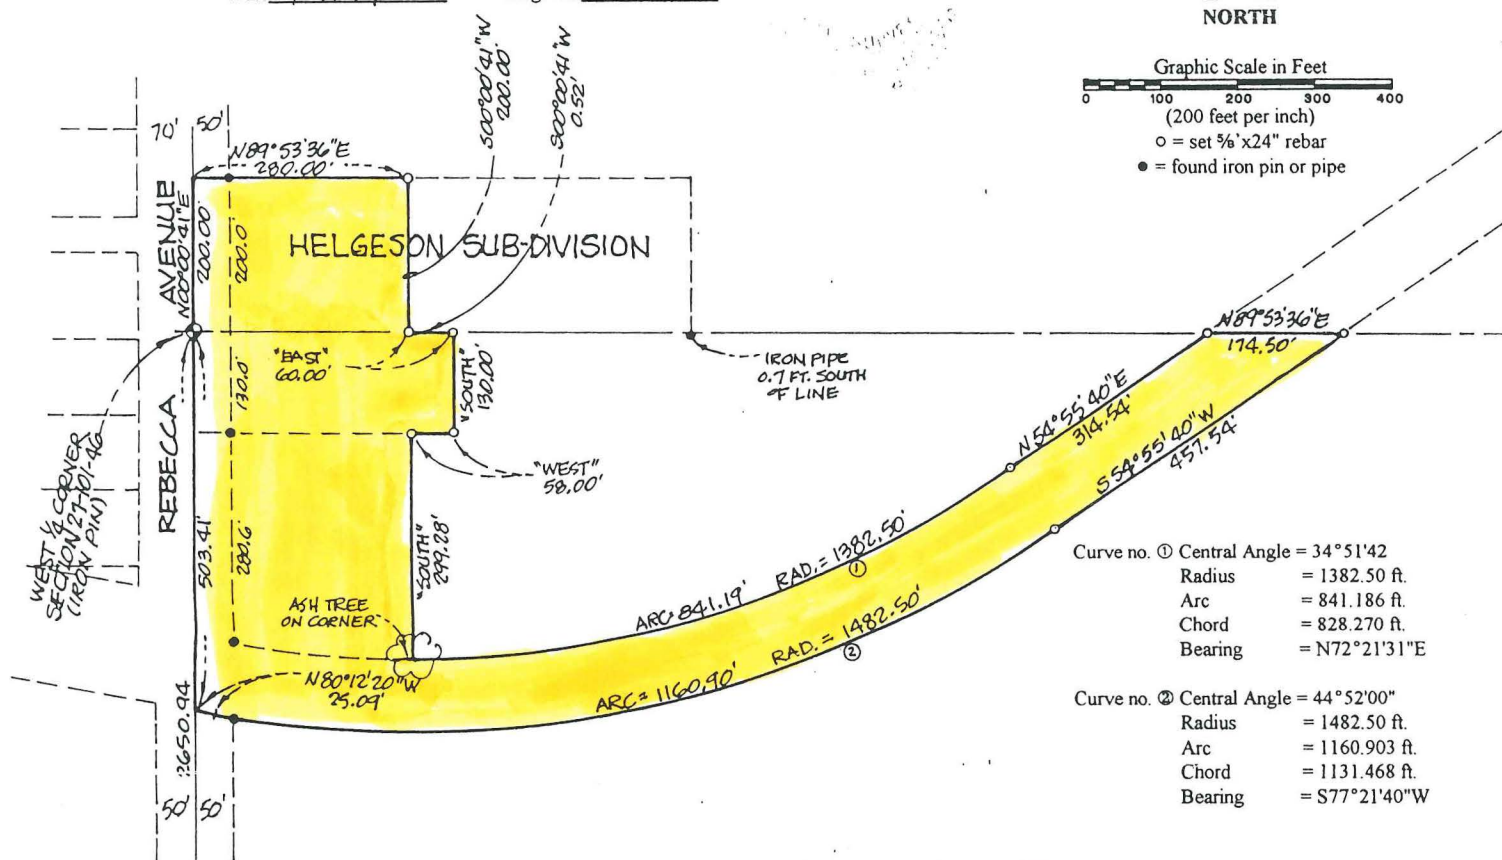 NORTH
Graphic Scale in Feet
0 100 200 300 400
(200 feet per inch)
○ = set ⅝'x24" rebar
● = found iron pin or pipe
S00°00'41"W
200.00'
S00°00'41"W
0.52'
70' 50'
N89°53'36"E
280.00'
AVENUE
N00°00'41"E
200.00'
200.0'
HELGESON SUB-DIVISION
"EAST"
60.00'
"SOUTH"
130.00'
130.0'
IRON PIPE
0.7 FT. SOUTH
OF LINE
N89°53'36"E
174.50'
N 54°55'40"E
314.54'
S 54°55'40"W
457.54'
REBECCA
WEST ¼ CORNER
SECTION 27-101-46
(IRON PIN)
"WEST"
58.00'
503.41'
280.6'
"SOUTH"
299.28'
ASH TREE
ON CORNER
ARC=841.19' RAD.=1382.50'
①
ARC=1160.90' RAD.=1482.50'
②
N80°12'20"W
25.09'
2650.94
50' 50'
Curve no. ① Central Angle = 34°51'42
Radius = 1382.50 ft.
Arc = 841.186 ft.
Chord = 828.270 ft.
Bearing = N72°21'31"E
Curve no. ② Central Angle = 44°52'00"
Radius = 1482.50 ft.
Arc = 1160.903 ft.
Chord = 1131.468 ft.
Bearing = S77°21'40"W